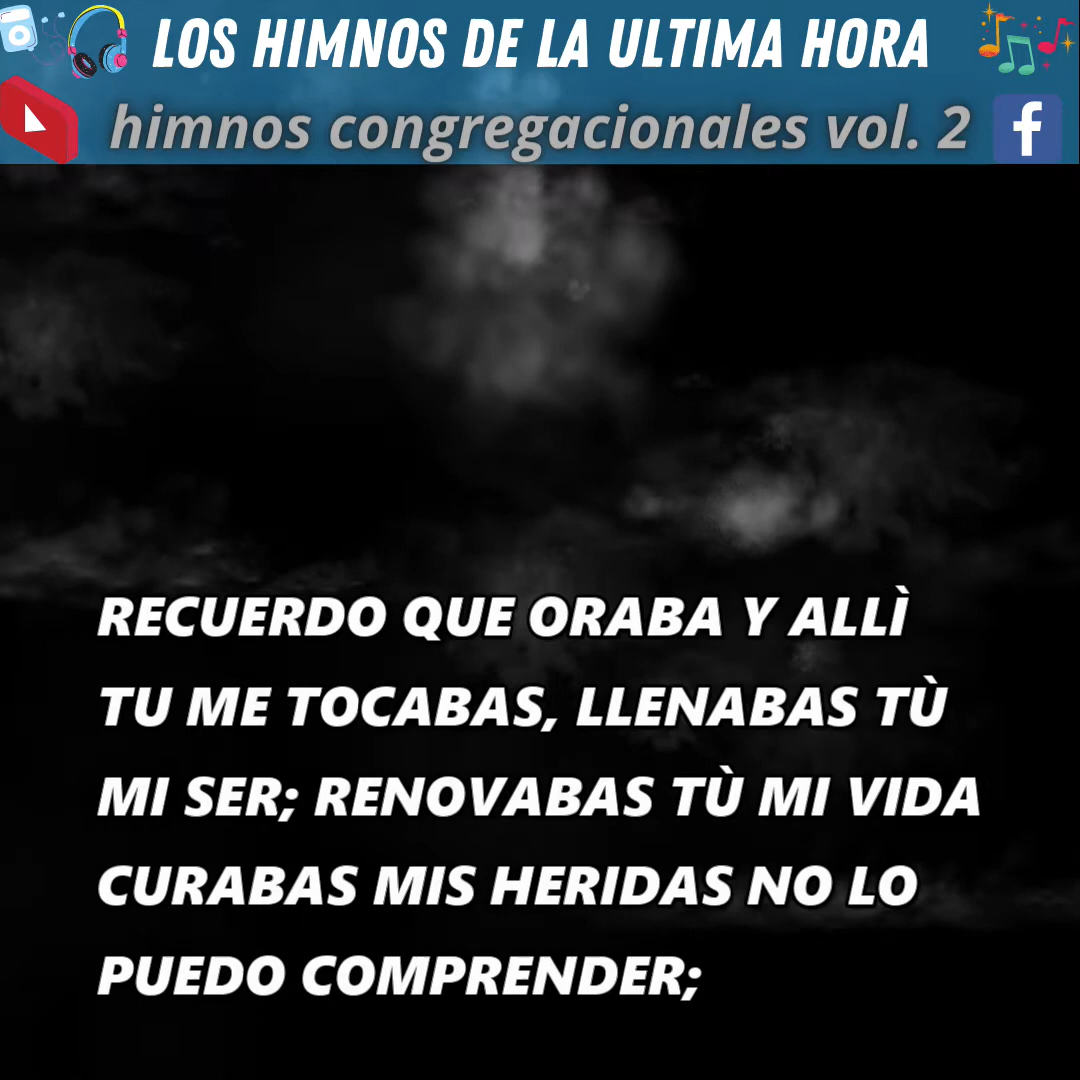 LOS HIMNOS DE LA ULTIMA HORA
himnos congregacionales vol. 2
RECUERDO QUE ORABA Y ALLÌ
TU ME TOCABAS, LLENABAS TÙ
MI SER; RENOVABAS TÙ MI VIDA
CURABAS MIS HERIDAS NO LO
PUEDO COMPRENDER;